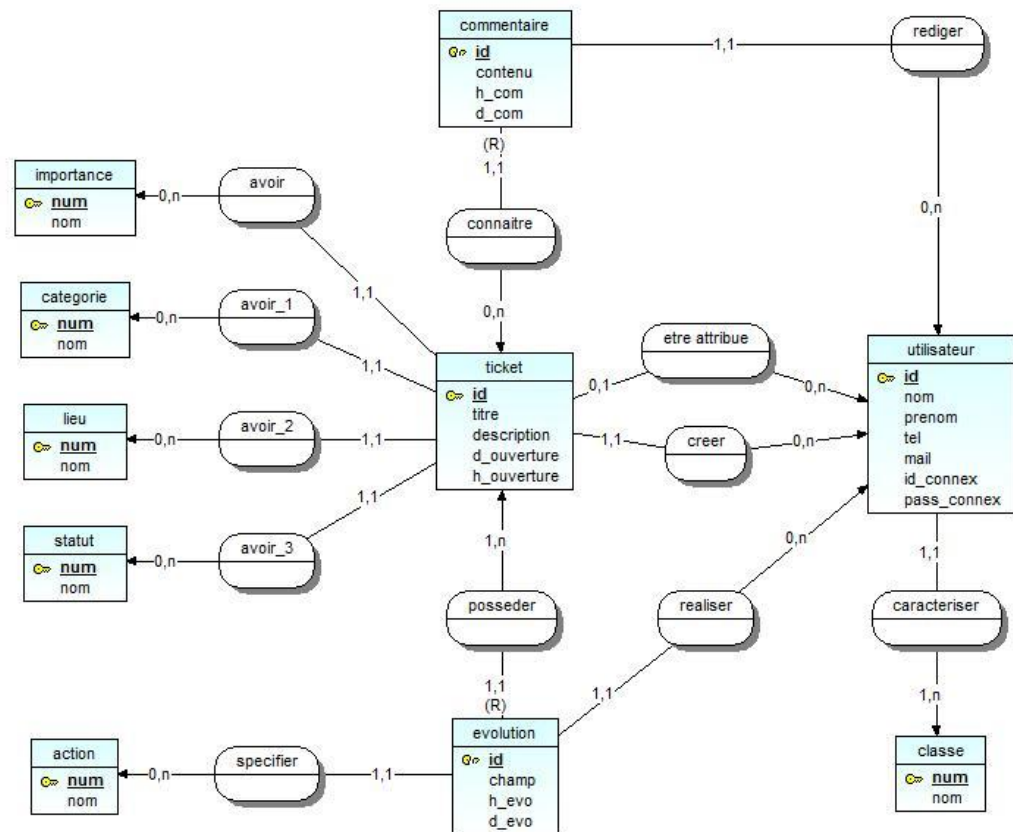 commentaire
id
contenu
h_com
d_com
(R)
1,1
rediger
1,1
0,n
connaitre
0,n
importance
num
nom
0,n
avoir
1,1
categorie
num
nom
0,n
avoir_1
1,1
lieu
num
nom
0,n
avoir_2
1,1
statut
num
nom
0,n
avoir_3
1,1
ticket
id
titre
description
d_ouverture
h_ouverture
0,1
etre attribue
0,n
1,1
creer
0,n
utilisateur
id
nom
prenom
tel
mail
id_connex
pass_connex
1,n
posseder
1,1
(R)
0,n
realiser
1,1
1,1
caracteriser
1,n
action
num
nom
0,n
specifier
1,1
evolution
id
champ
h_evo
d_evo
classe
num
nom